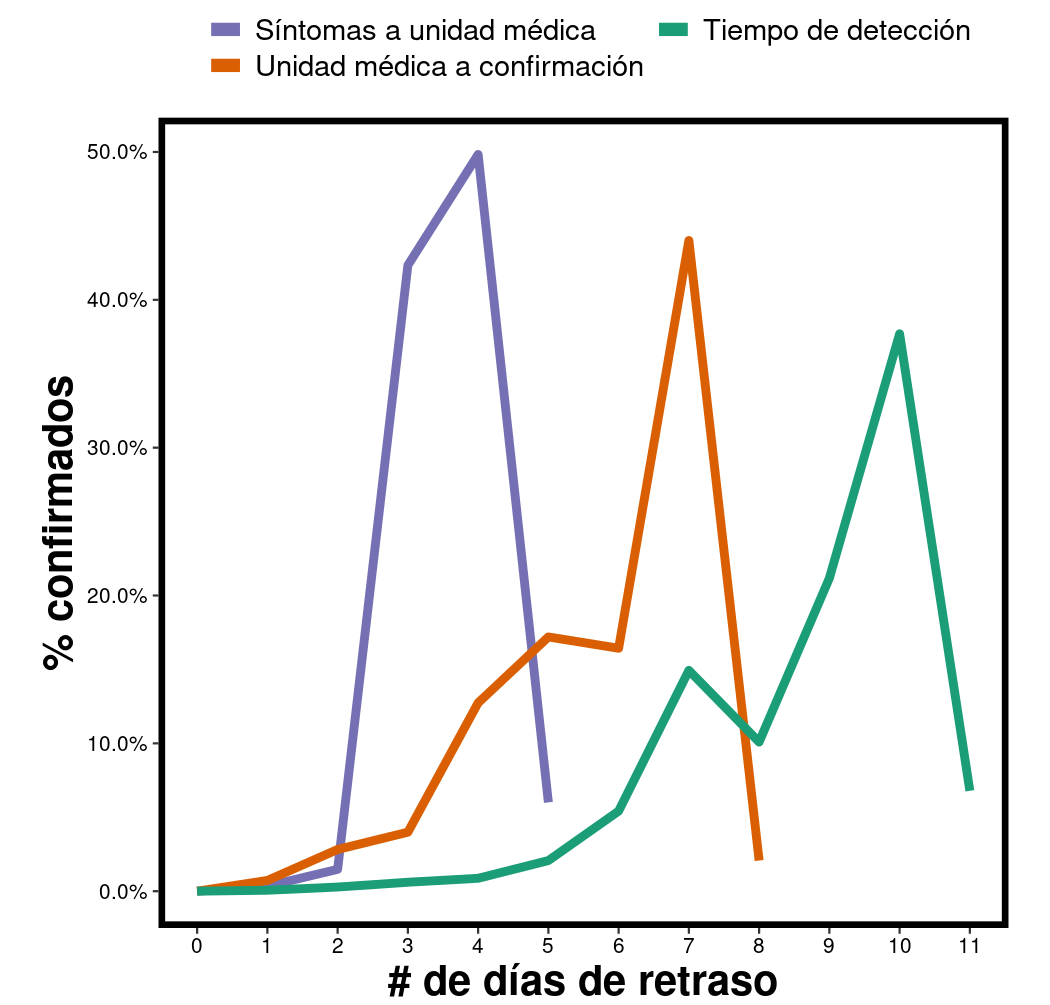 Síntomas a unidad médica
Tiempo de detección
Unidad médica a confirmación
50.0%
40.0%
30.0%
20.0%
10.0%
0.0%
% confirmados
0 1 2 3 4 5 6 7 8 9 10 11
# de días de retraso